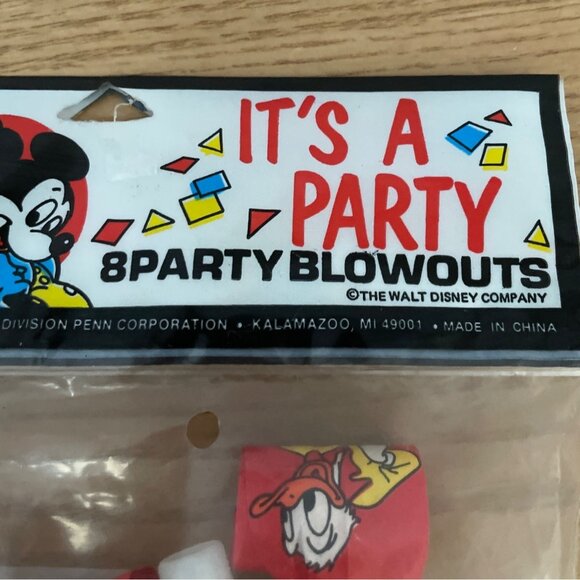 IT'S A
PARTY
8PARTY BLOWOUTS
©THE WALT DISNEY COMPANY
DIVISION PENN CORPORATION • KALAMAZOO, MI 49001 • MADE IN CHINA